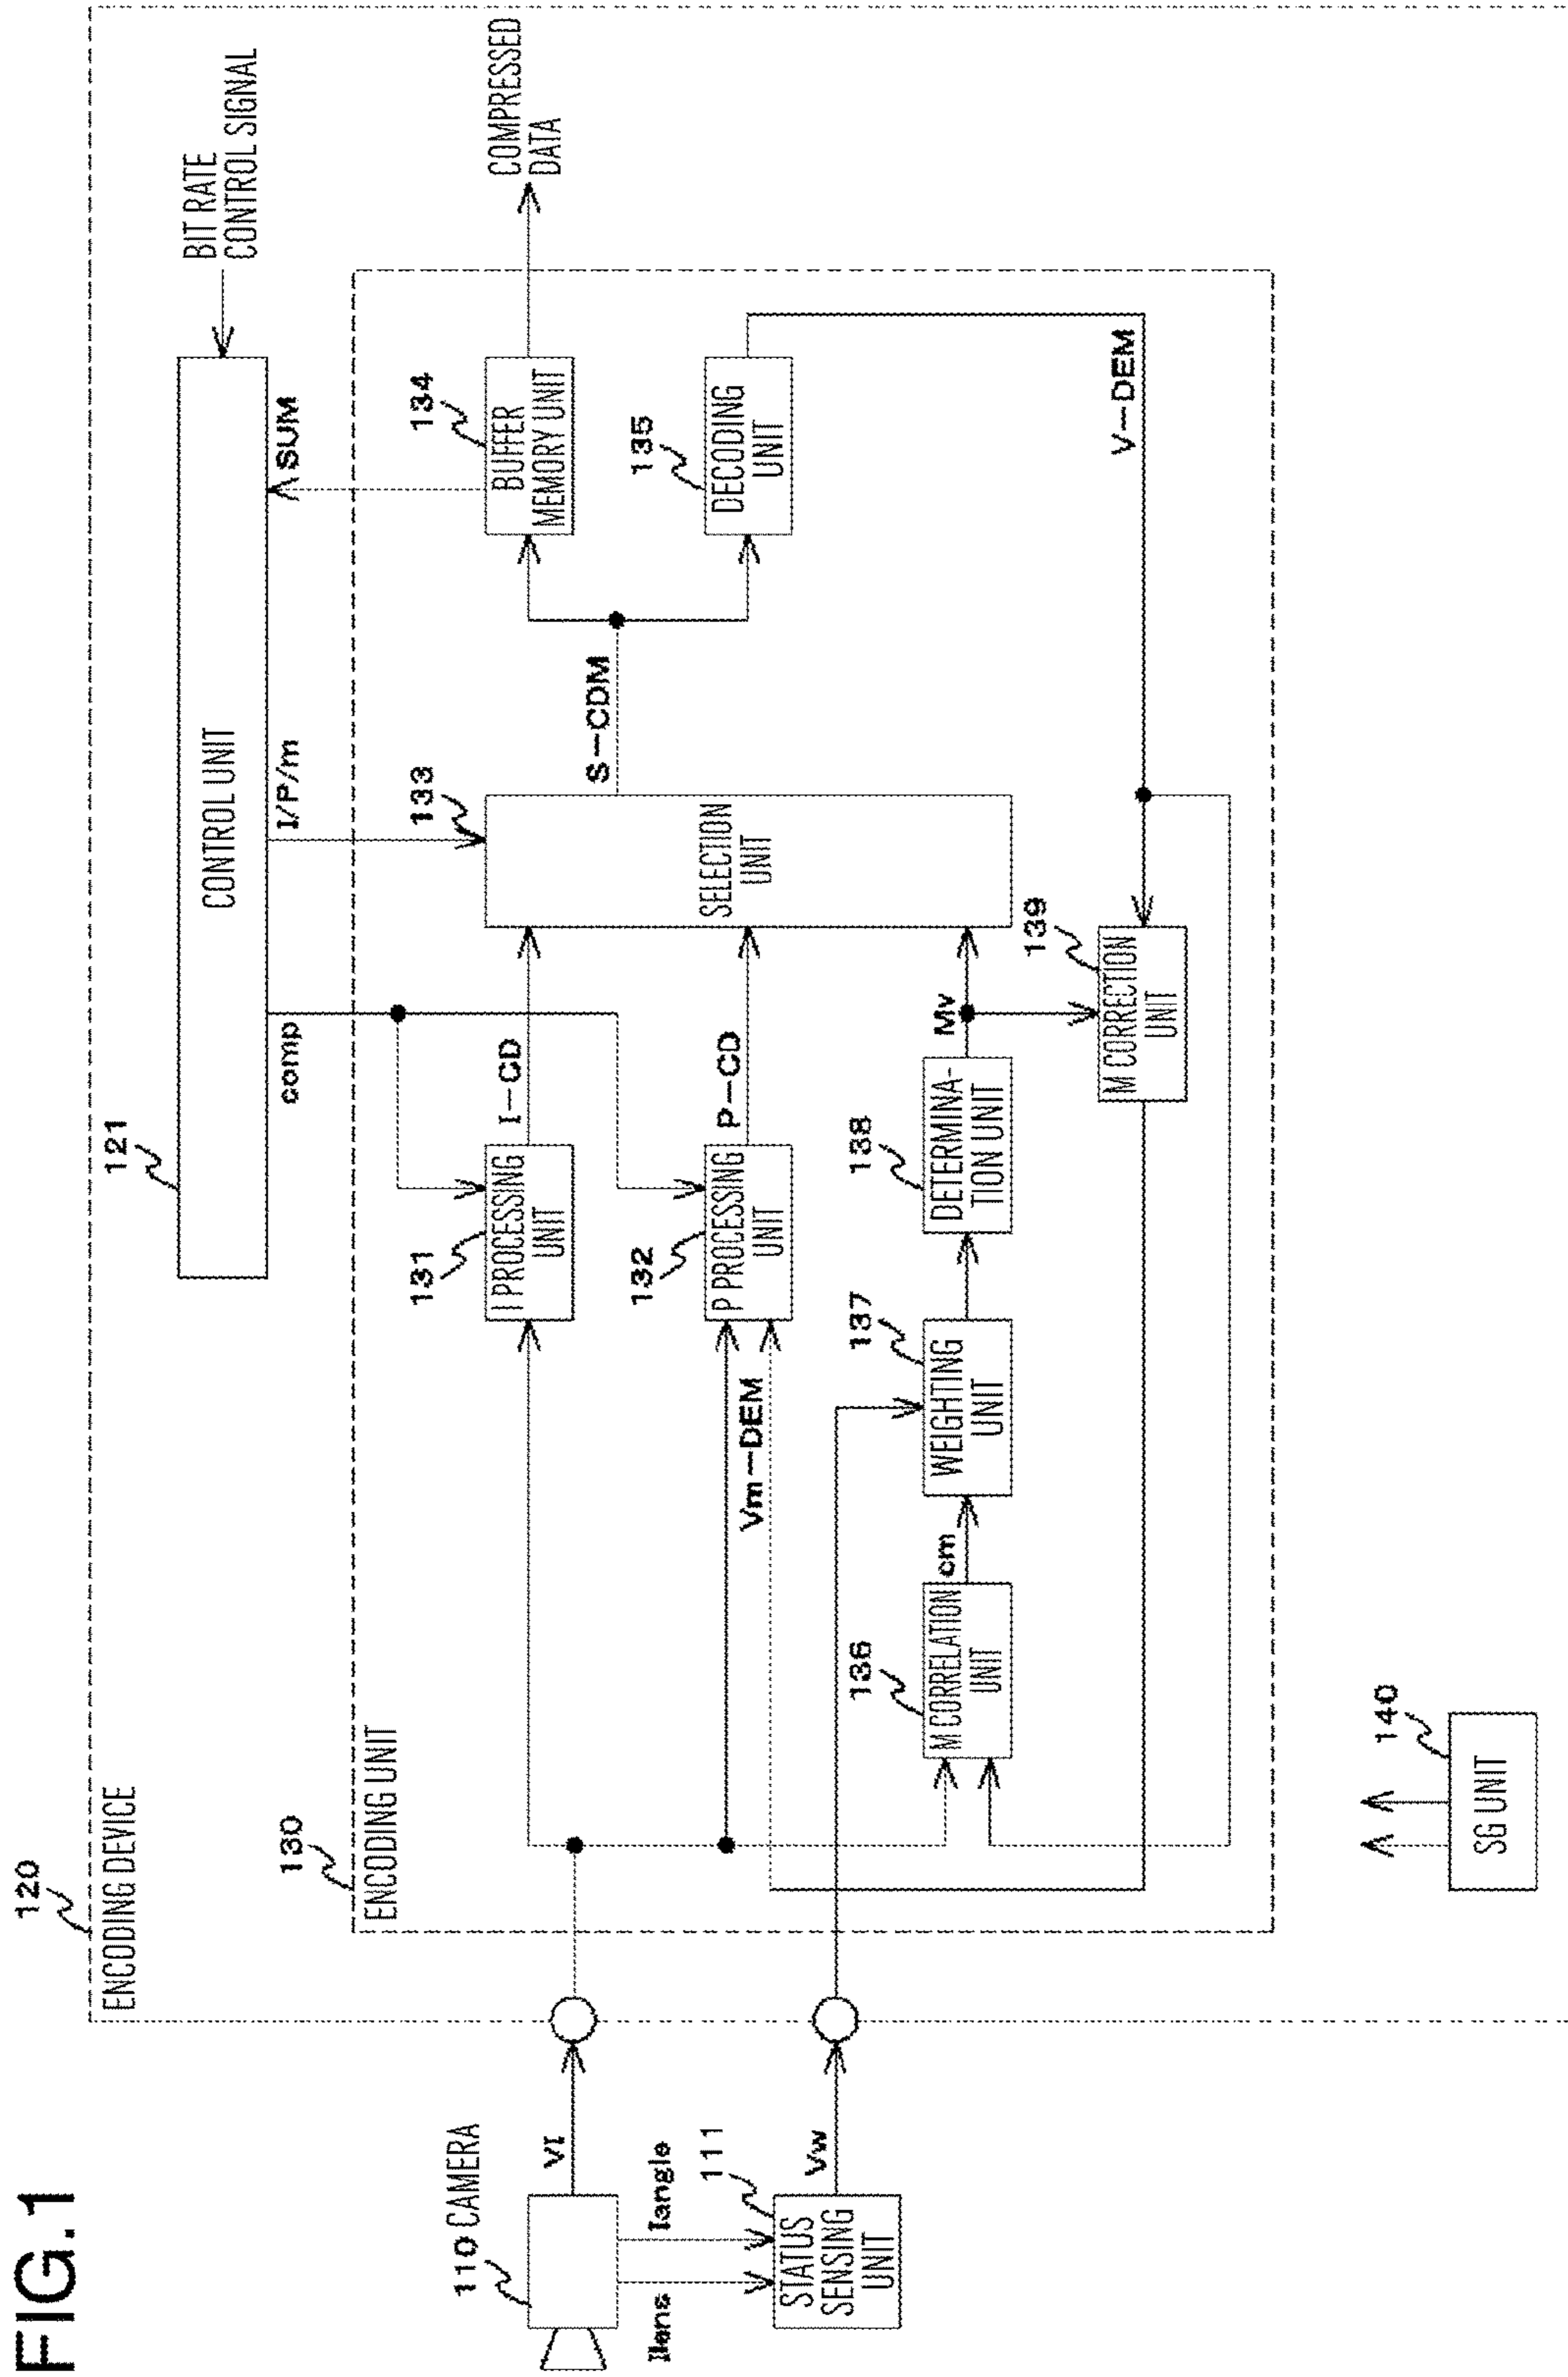 FIG.1
120
ENCODING DEVICE
121
CONTROL UNIT
BIT RATE
CONTROL SIGNAL
comp
I/P/m
SUM
130
ENCODING UNIT
110 CAMERA
VI
Ilens
Iangle
111
STATUS
SENSING
UNIT
Vw
131
I PROCESSING
UNIT
I-CD
132
P PROCESSING
UNIT
P-CD
Vm-DEM
133
SELECTION
UNIT
S-CDM
134
BUFFER
MEMORY UNIT
COMPRESSED
DATA
135
DECODING
UNIT
V-DEM
136
M CORRELATION
UNIT
cm
137
WEIGHTING
UNIT
138
DETERMINA-
TION UNIT
Mv
139
M CORRECTION
UNIT
140
SG UNIT